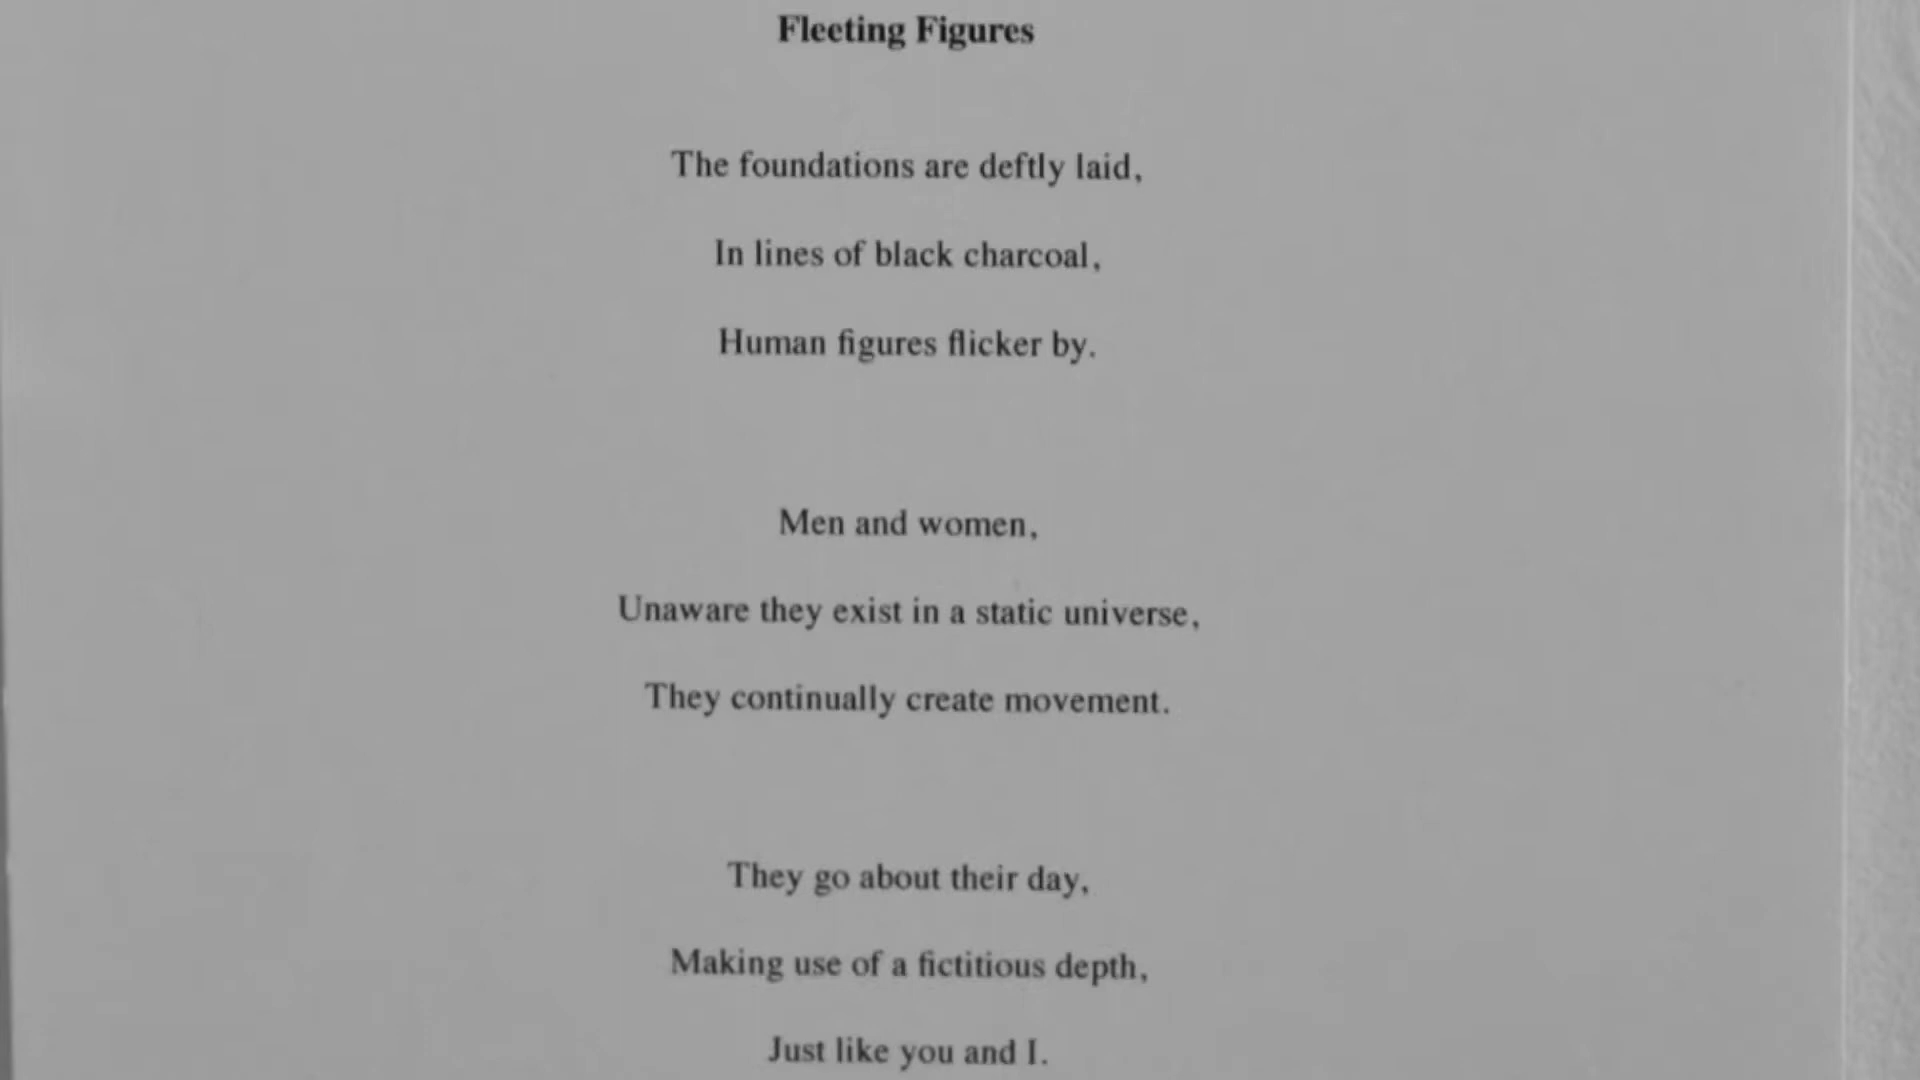 Fleeting Figures
The foundations are deftly laid,
In lines of black charcoal,
Human figures flicker by.
Men and women,
Unaware they exist in a static universe,
They continually create movement.
They go about their day,
Making use of a fictitious depth,
Just like you and I.